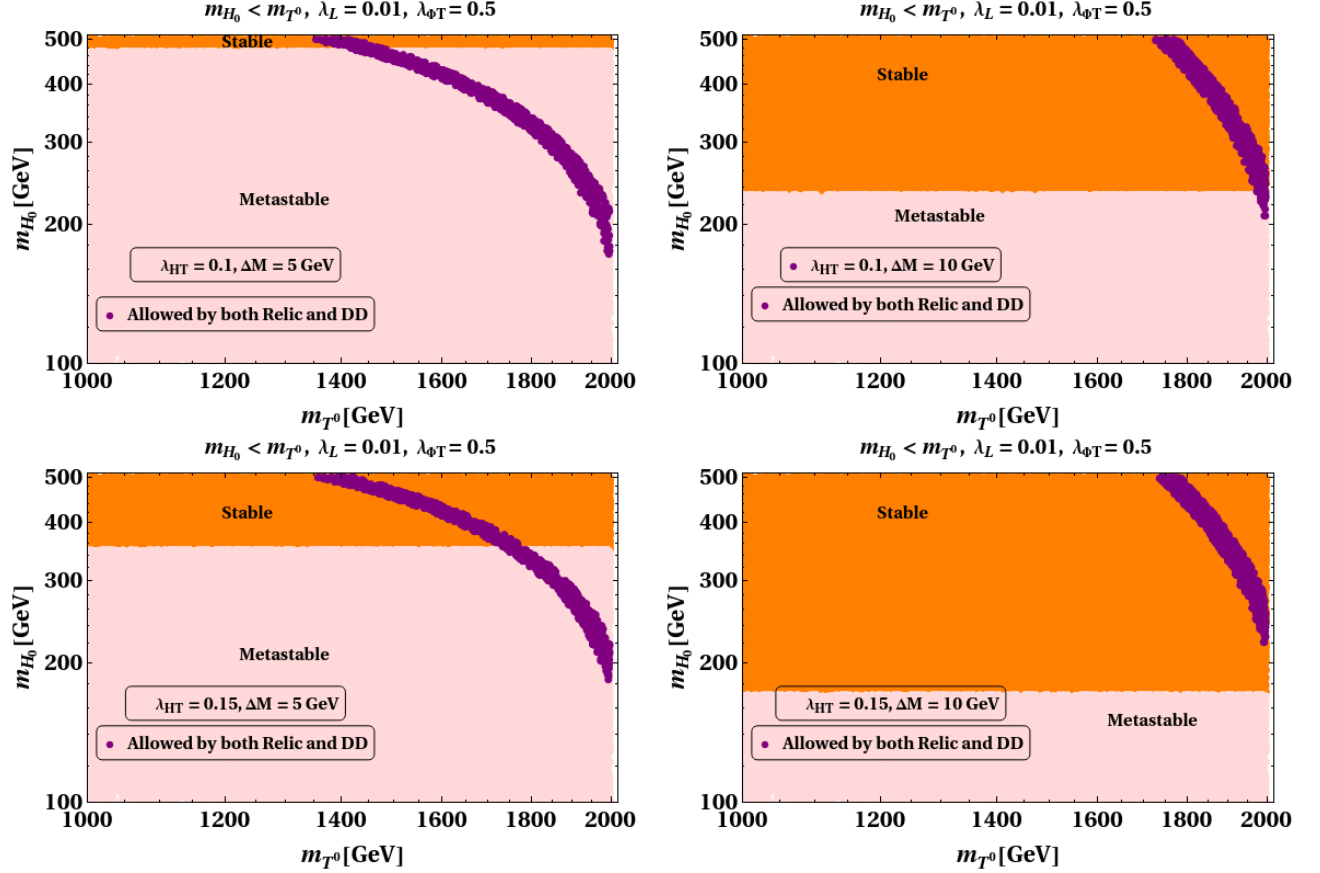 m_{H_0} < m_{T^0}, λ_L = 0.01, λ_{ΦT} = 0.5
500
400
300
200
100
m_{H_0} [GeV]
Stable
Metastable
λ_{HT} = 0.1, ΔM = 5 GeV
Allowed by both Relic and DD
1000 1200 1400 1600 1800 2000
m_{T^0} [GeV]
m_{H_0} < m_{T^0}, λ_L = 0.01, λ_{ΦT} = 0.5
500
400
300
200
100
m_{H_0} [GeV]
Stable
Metastable
λ_{HT} = 0.1, ΔM = 10 GeV
Allowed by both Relic and DD
1000 1200 1400 1600 1800 2000
m_{T^0} [GeV]
m_{H_0} < m_{T^0}, λ_L = 0.01, λ_{ΦT} = 0.5
500
400
300
200
100
m_{H_0} [GeV]
Stable
Metastable
λ_{HT} = 0.15, ΔM = 5 GeV
Allowed by both Relic and DD
1000 1200 1400 1600 1800 2000
m_{T^0} [GeV]
m_{H_0} < m_{T^0}, λ_L = 0.01, λ_{ΦT} = 0.5
500
400
300
200
100
m_{H_0} [GeV]
Stable
λ_{HT} = 0.15, ΔM = 10 GeV
Metastable
Allowed by both Relic and DD
1000 1200 1400 1600 1800 2000
m_{T^0} [GeV]